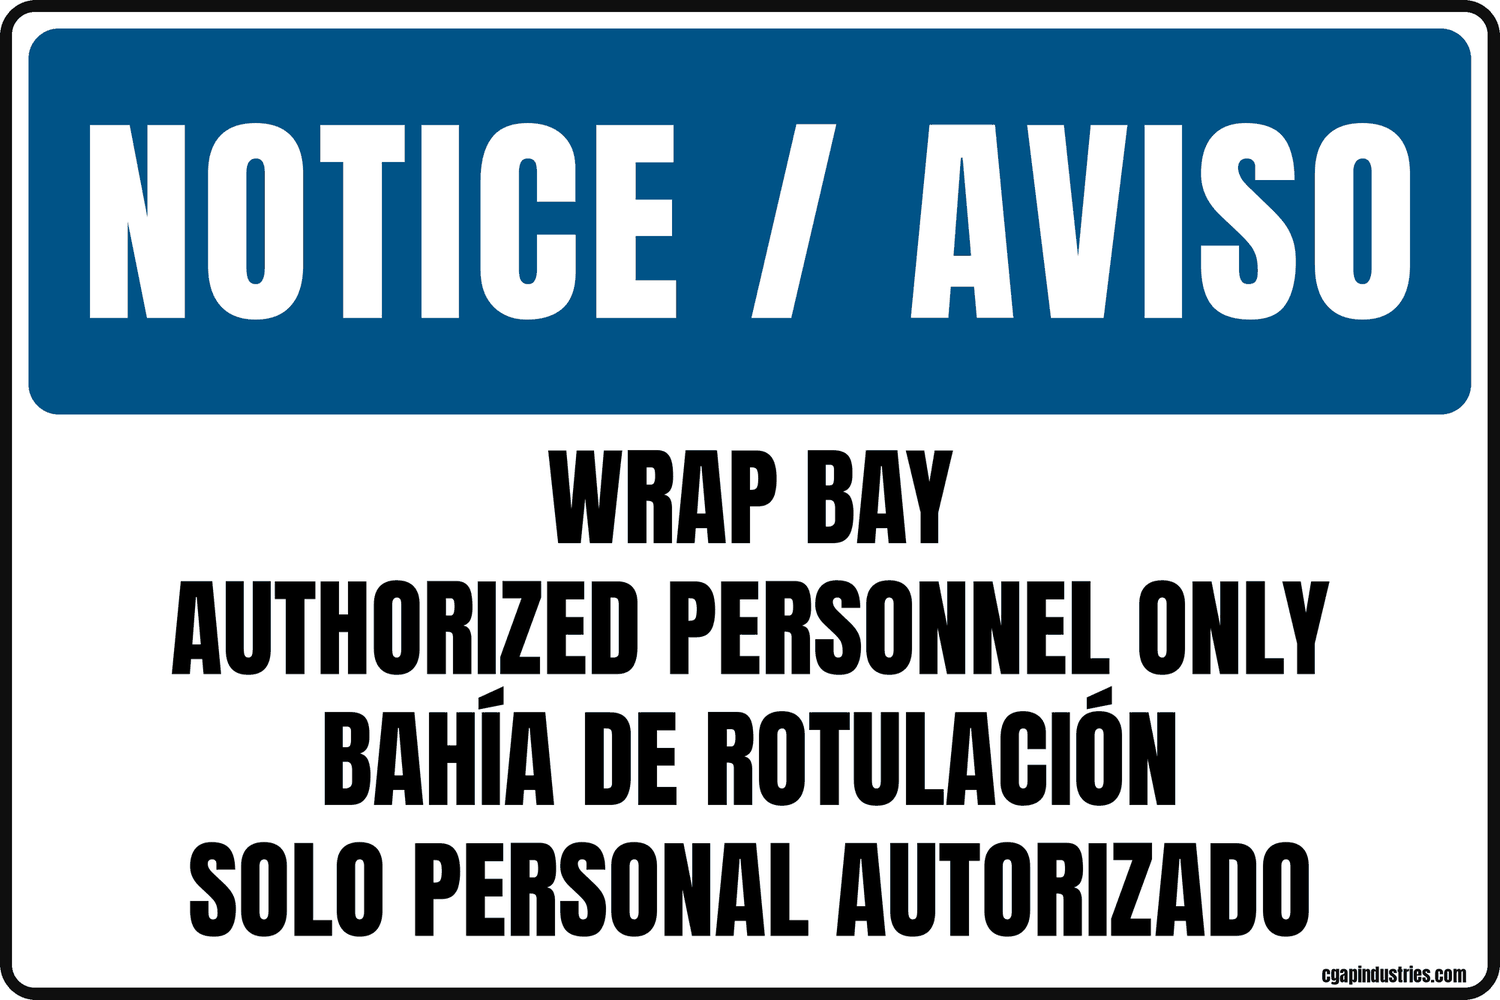 NOTICE / AVISO
WRAP BAY
AUTHORIZED PERSONNEL ONLY
BAHÍA DE ROTULACIÓN
SOLO PERSONAL AUTORIZADO
cgapindustries.com